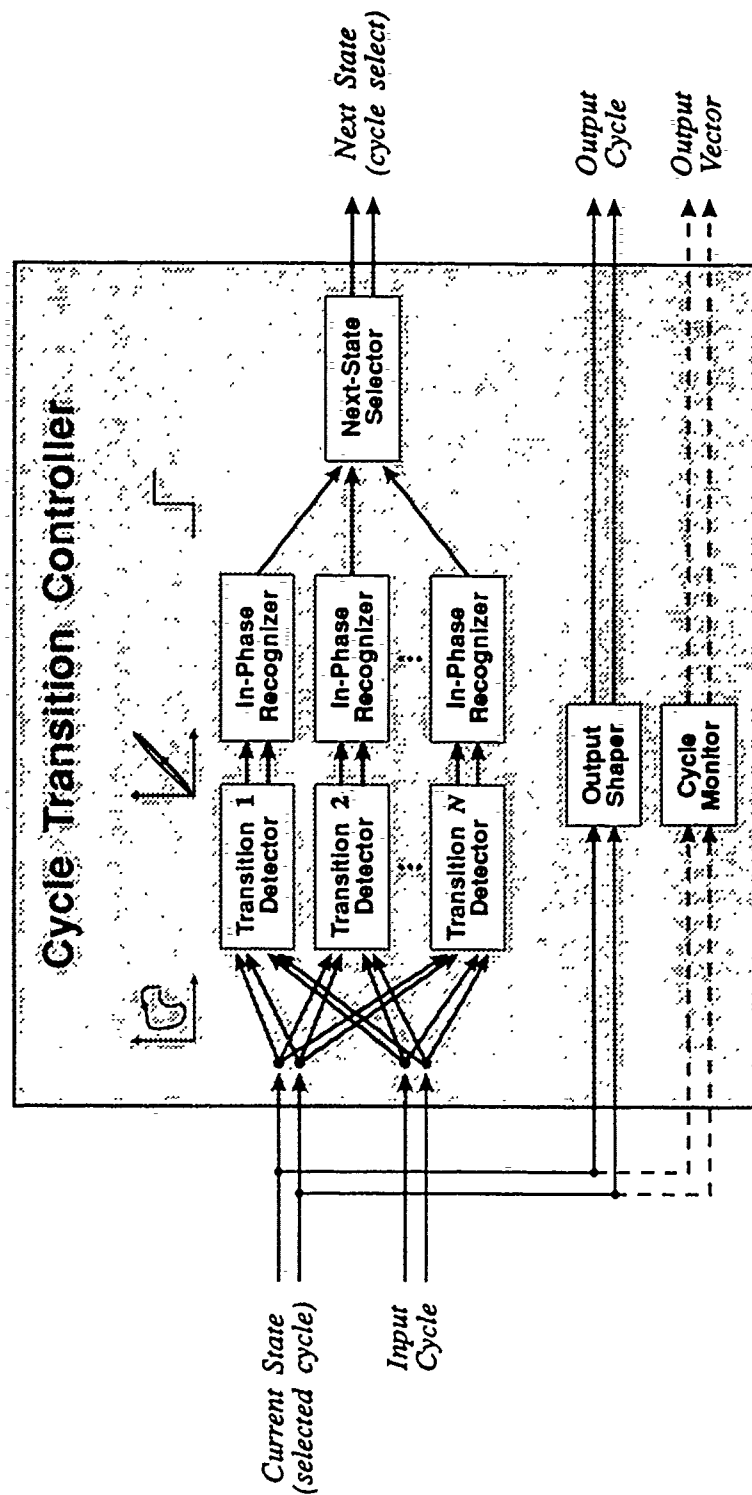 Cycle Transition Controller
Current State
(selected cycle)
Input
Cycle
Transition 1
Detector
Transition 2
Detector
...
Transition N
Detector
In-Phase
Recognizer
In-Phase
Recognizer
...
In-Phase
Recognizer
Next-State
Selector
Next State
(cycle select)
Output
Shaper
Output
Cycle
Cycle
Monitor
Output
Vector